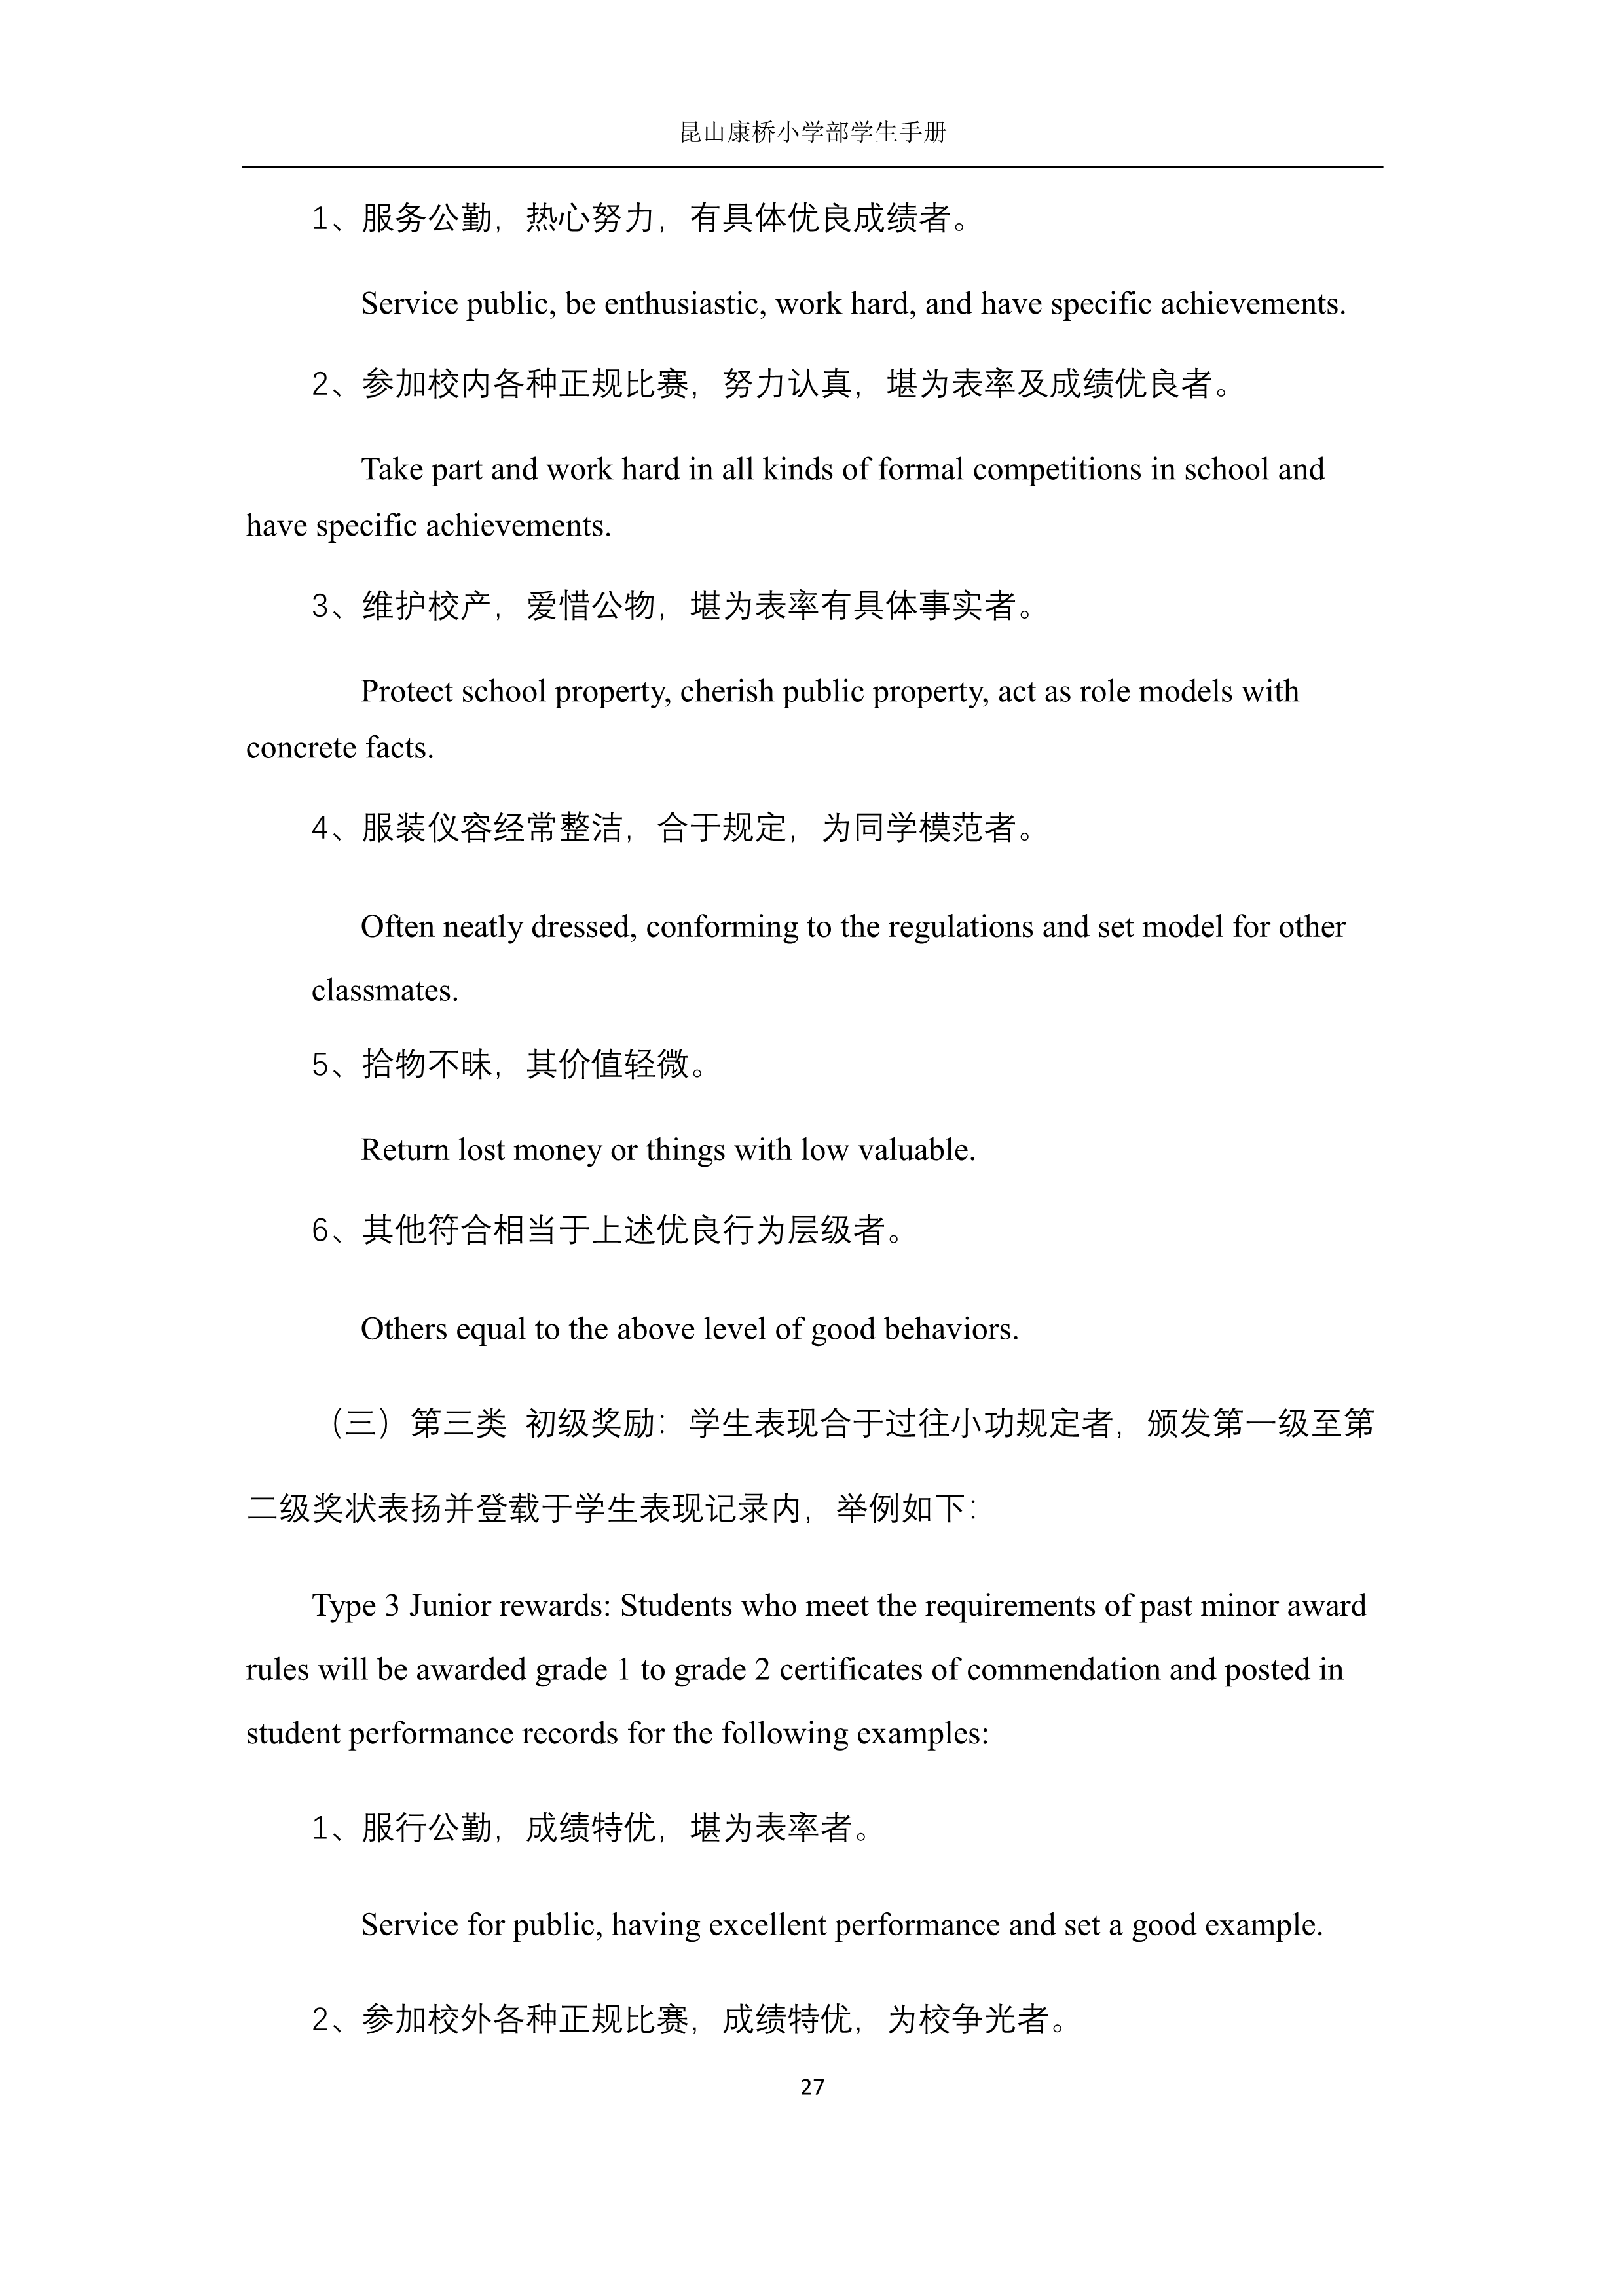 昆山康桥小学部学生手册
1、服务公勤，热心努力，有具体优良成绩者。
Service public, be enthusiastic, work hard, and have specific achievements.
2、参加校内各种正规比赛，努力认真，堪为表率及成绩优良者。
Take part and work hard in all kinds of formal competitions in school and
have specific achievements.
3、维护校产，爱惜公物，堪为表率有具体事实者。
Protect school property, cherish public property, act as role models with
concrete facts.
4、服装仪容经常整洁，合于规定，为同学模范者。
Often neatly dressed, conforming to the regulations and set model for other
classmates.
5、拾物不昧，其价值轻微。
Return lost money or things with low valuable.
6、其他符合相当于上述优良行为层级者。
Others equal to the above level of good behaviors.
（三）第三类 初级奖励：学生表现合于过往小功规定者，颁发第一级至第
二级奖状表扬并登载于学生表现记录内，举例如下：
Type 3 Junior rewards: Students who meet the requirements of past minor award
rules will be awarded grade 1 to grade 2 certificates of commendation and posted in
student performance records for the following examples:
1、服行公勤，成绩特优，堪为表率者。
Service for public, having excellent performance and set a good example.
2、参加校外各种正规比赛，成绩特优，为校争光者。
27